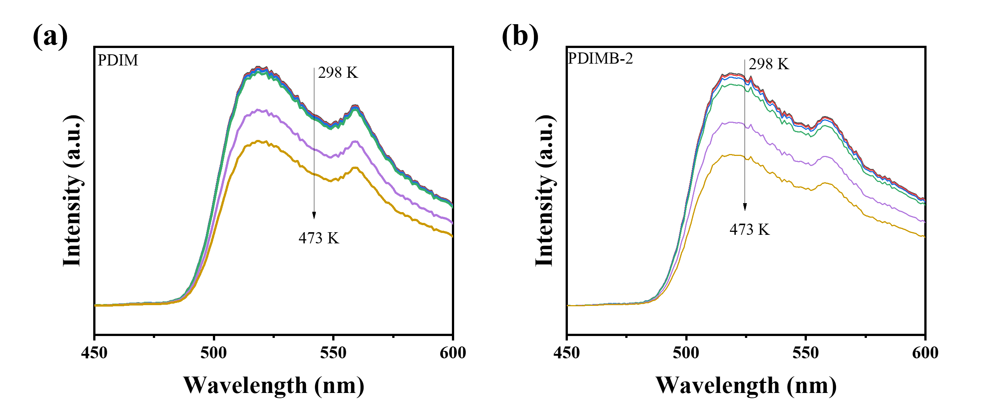 (a)
PDIM
298 K
473 K
Intensity (a.u.)
450 500 550 600
Wavelength (nm)
(b)
PDIMB-2
298 K
473 K
Intensity (a.u.)
450 500 550 600
Wavelength (nm)